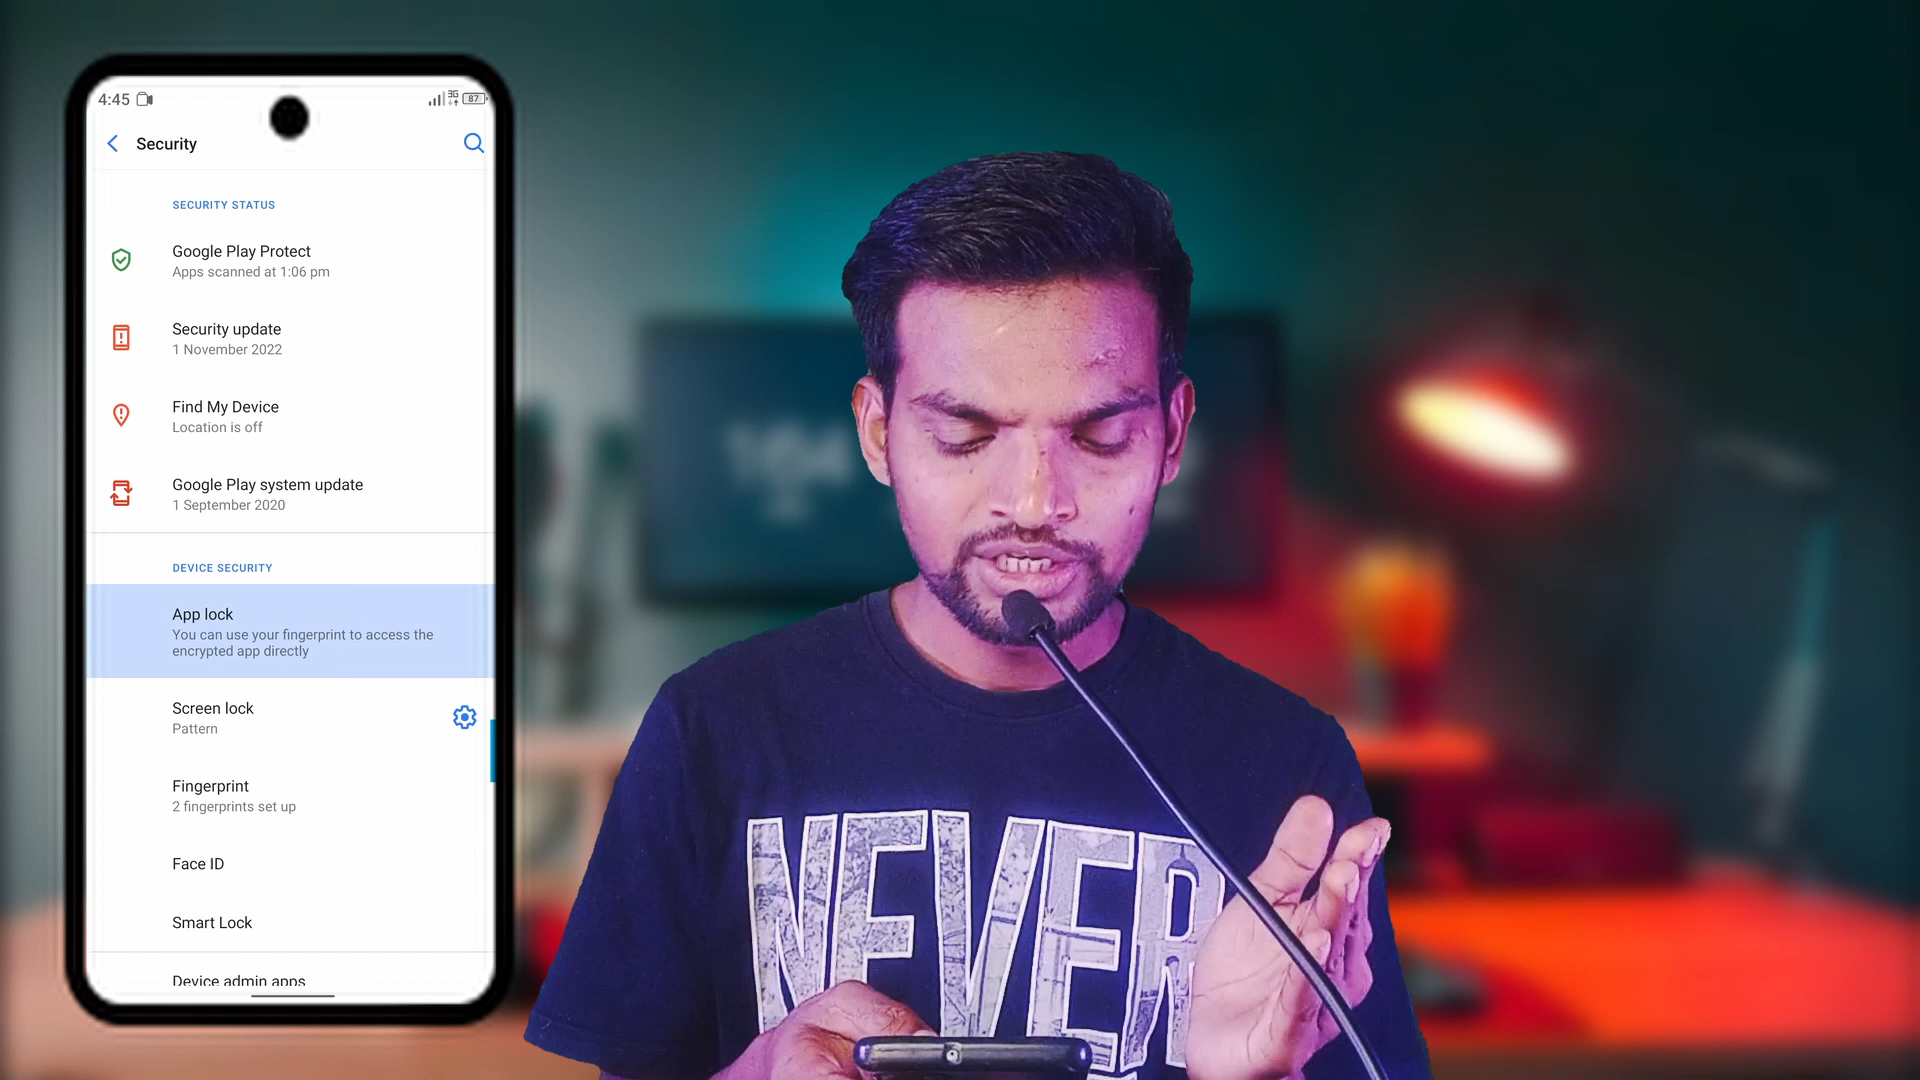 4:45
3G
87
Security
SECURITY STATUS
Google Play Protect
Apps scanned at 1:06 pm
Security update
1 November 2022
Find My Device
Location is off
Google Play system update
1 September 2020
DEVICE SECURITY
App lock
You can use your fingerprint to access the
encrypted app directly
Screen lock
Pattern
Fingerprint
2 fingerprints set up
Face ID
Smart Lock
Device admin apps
NEVER